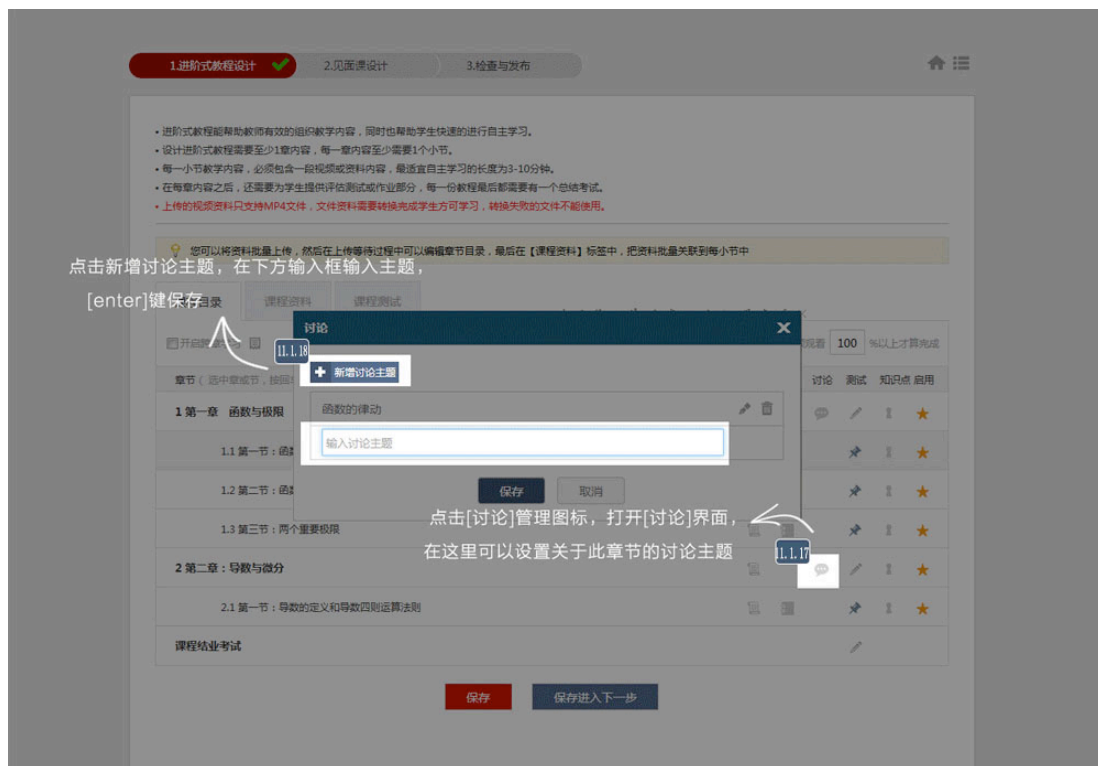 1.进阶式教程设计
2.见面课设计
3.检查与发布
• 进阶式教程能帮助教师有效的组织教学内容，同时也帮助学生快速的进行自主学习。
• 设计进阶式教程需要至少1章内容，每一章内容至少需要1个小节。
• 每一小节教学内容，必须包含一段视频或资料内容，最适宜自主学习的长度为3-10分钟。
• 在每章内容之后，还需要为学生提供评估测试或作业部分，每一份教程最后都需要有一个总结考试。
• 上传的视频资料只支持MP4文件，文件资料需要转换完成学生方可学习，转换失败的文件不能使用。
您可以将资料批量上传，然后在上传等待过程中可以编辑章节目录，最后在【课程资料】标签中，把资料批量关联到每小节中
点击新增讨论主题，在下方输入框输入主题，
[enter]键保存
目录
课程资料
课程测试
讨论
11.1.18
开启
观看 100 %以上才算完成
新增讨论主题
章节（选中章或节，按回
讨论 测试 知识点 启用
函数的律动
1 第一章 函数与极限
输入讨论主题
1.1 第一节：函
1.2 第二节：函
保存
取消
点击[讨论]管理图标，打开[讨论]界面，
1.3 第三节：两个重要极限
在这里可以设置关于此章节的讨论主题
11.1.17
2 第二章：导数与微分
2.1 第一节：导数的定义和导数四则运算法则
课程结业考试
保存
保存进入下一步